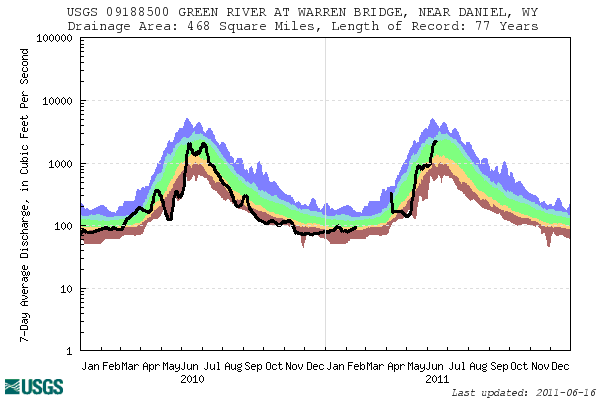 USGS 09188500 GREEN RIVER AT WARREN BRIDGE, NEAR DANIEL, WY
Drainage Area: 468 Square Miles, Length of Record: 77 Years
7-Day Average Discharge, in Cubic Feet Per Second
100000
10000
1000
100
10
1
Jan Feb Mar Apr May Jun Jul Aug Sep Oct Nov Dec Jan Feb Mar Apr May Jun Jul Aug Sep Oct Nov Dec
2010 2011
USGS
Last updated: 2011-06-16